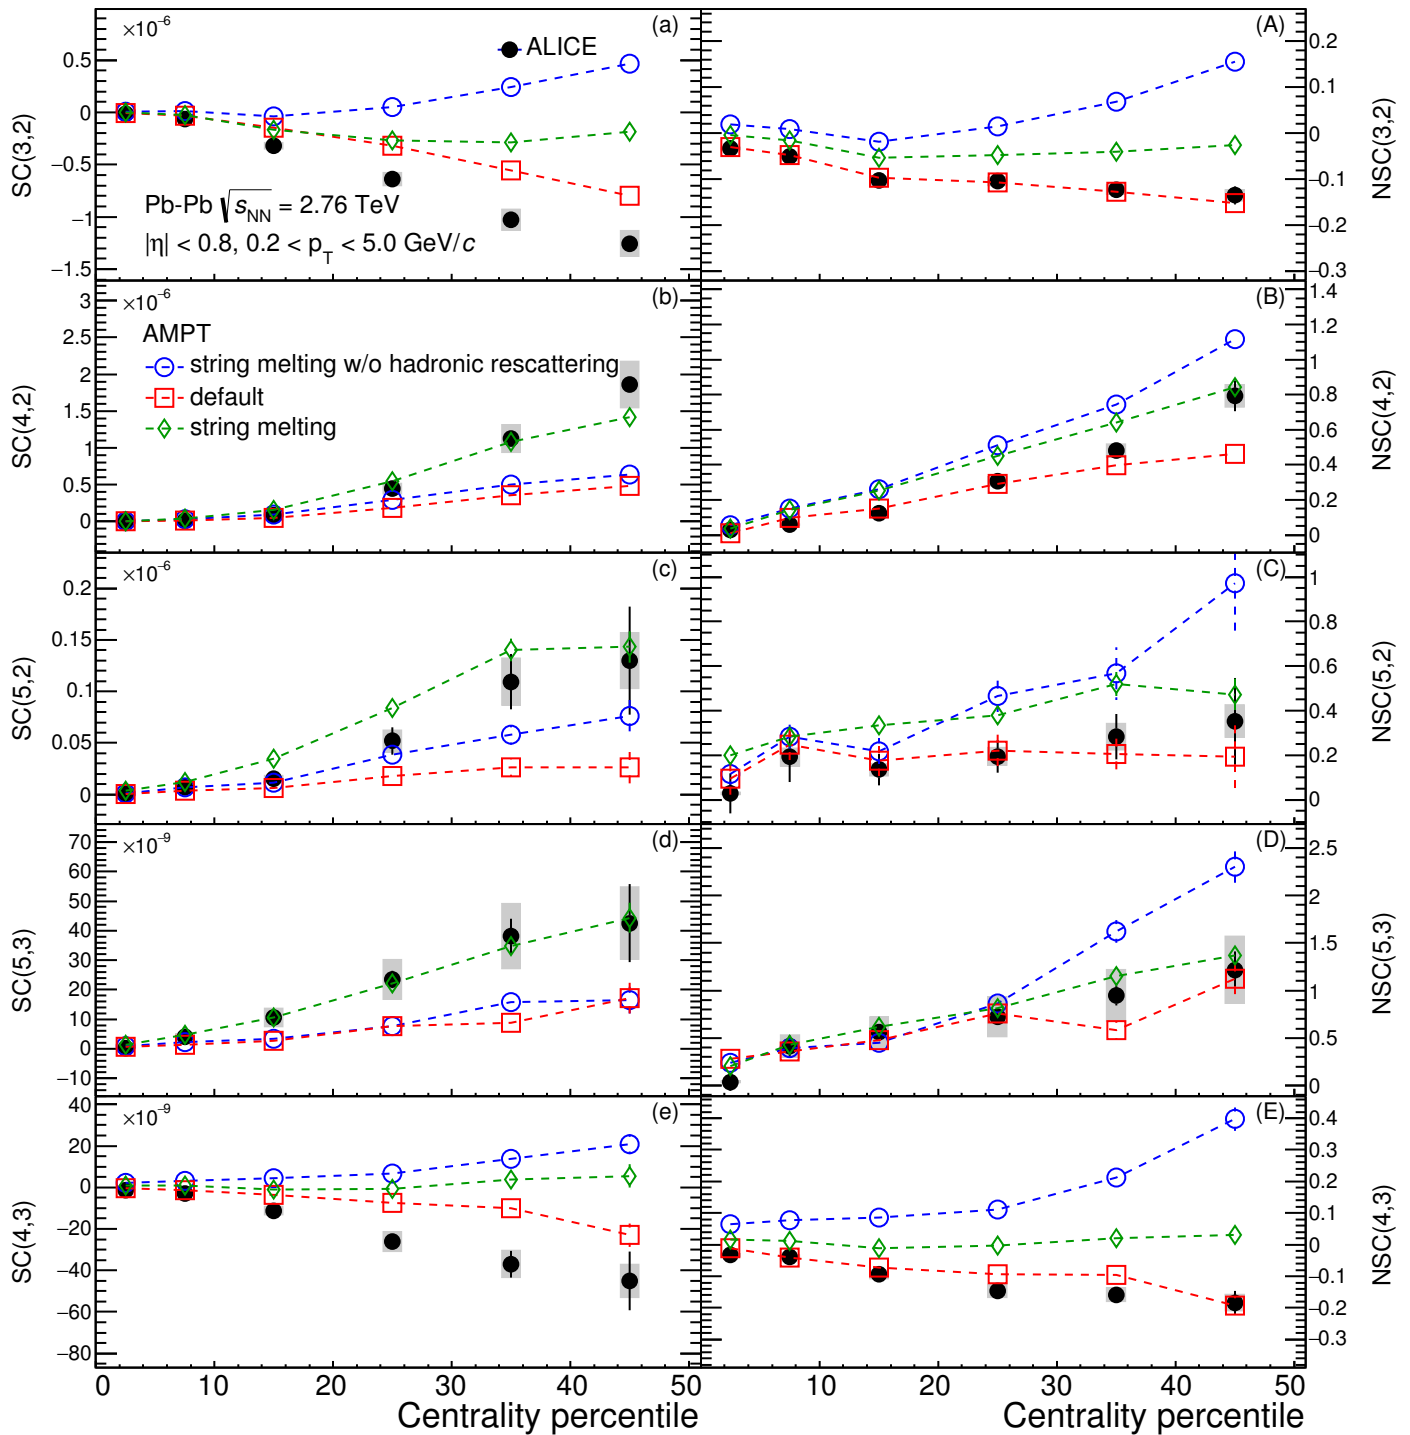 ×10⁻⁶
(a)
ALICE
0.5
0
−0.5
−1
−1.5
SC(3,2)
Pb-Pb √sNN = 2.76 TeV
|η| < 0.8, 0.2 < pT < 5.0 GeV/c
(A)
0.2
0.1
0
−0.1
−0.2
−0.3
NSC(3,2)
×10⁻⁶
(b)
3
2.5
2
1.5
1
0.5
0
SC(4,2)
AMPT
string melting w/o hadronic rescattering
default
string melting
(B)
1.4
1.2
1
0.8
0.6
0.4
0.2
0
NSC(4,2)
×10⁻⁶
(c)
0.2
0.15
0.1
0.05
0
SC(5,2)
(C)
1
0.8
0.6
0.4
0.2
0
NSC(5,2)
×10⁻⁹
(d)
70
60
50
40
30
20
10
0
−10
SC(5,3)
(D)
2.5
2
1.5
1
0.5
0
NSC(5,3)
×10⁻⁹
(e)
40
20
0
−20
−40
−60
−80
SC(4,3)
(E)
0.4
0.3
0.2
0.1
0
−0.1
−0.2
−0.3
NSC(4,3)
0 10 20 30 40 50
Centrality percentile
10 20 30 40 50
Centrality percentile